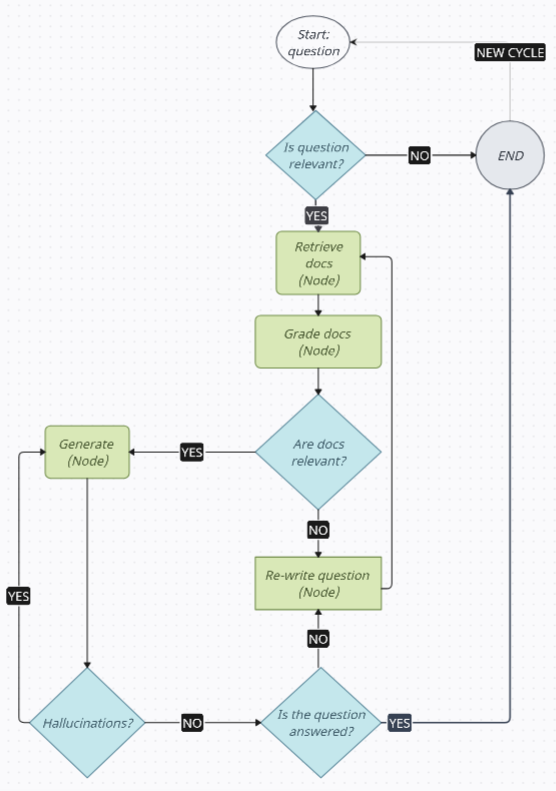 Start:
question
NEW CYCLE
Is question
relevant?
NO
END
YES
Retrieve
docs
(Node)
Grade docs
(Node)
Are docs
relevant?
YES
Generate
(Node)
NO
Re-write question
(Node)
YES
NO
Hallucinations?
NO
Is the question
answered?
YES